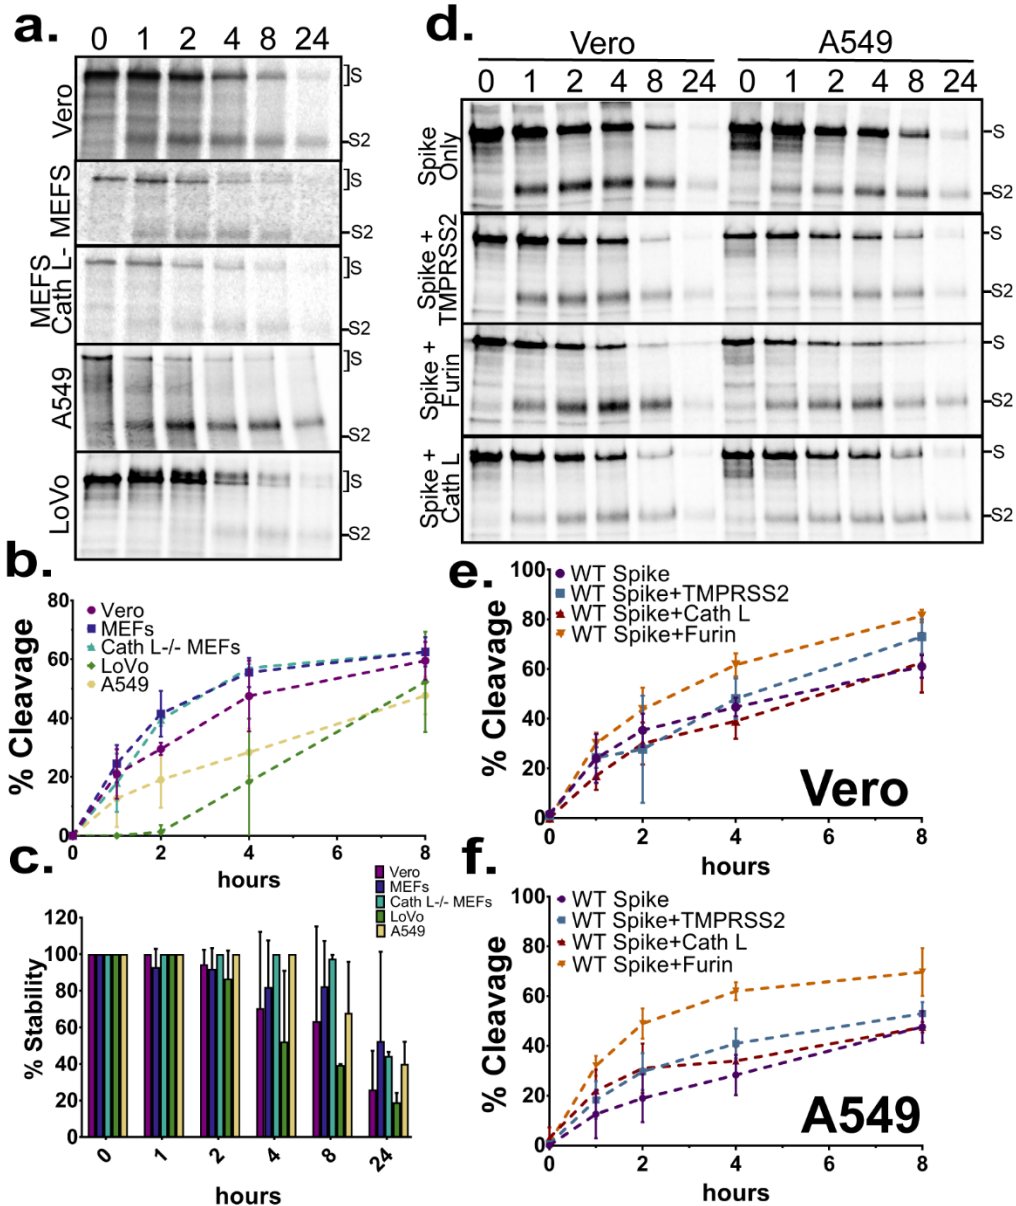 a.
0 1 2 4 8 24
Vero
]S
-S2
MEFS
]S
S2
MEFS
Cath L-
]S
S2
A549
]S
-S2
LoVo
]S
-S2
b.
% Cleavage
80
60
40
20
0
Vero
MEFs
Cath L-/- MEFs
LoVo
A549
0 2 4 6 8
hours
c.
% Stability
120
100
80
60
40
20
0
Vero
MEFs
Cath L-/- MEFs
LoVo
A549
0 1 2 4 8 24
hours
d.
Vero A549
0 1 2 4 8 24 0 1 2 4 8 24
Spike
Only
-S
-S2
Spike +
TMPRSS2
-S
-S2
Spike +
Furin
-S
-S2
Spike +
Cath L
-S
-S2
e.
% Cleavage
100
80
60
40
20
0
WT Spike
WT Spike+TMPRSS2
WT Spike+Cath L
WT Spike+Furin
Vero
0 2 4 6 8
hours
f.
% Cleavage
100
80
60
40
20
0
WT Spike
WT Spike+TMPRSS2
WT Spike+Cath L
WT Spike+Furin
A549
0 2 4 6 8
hours